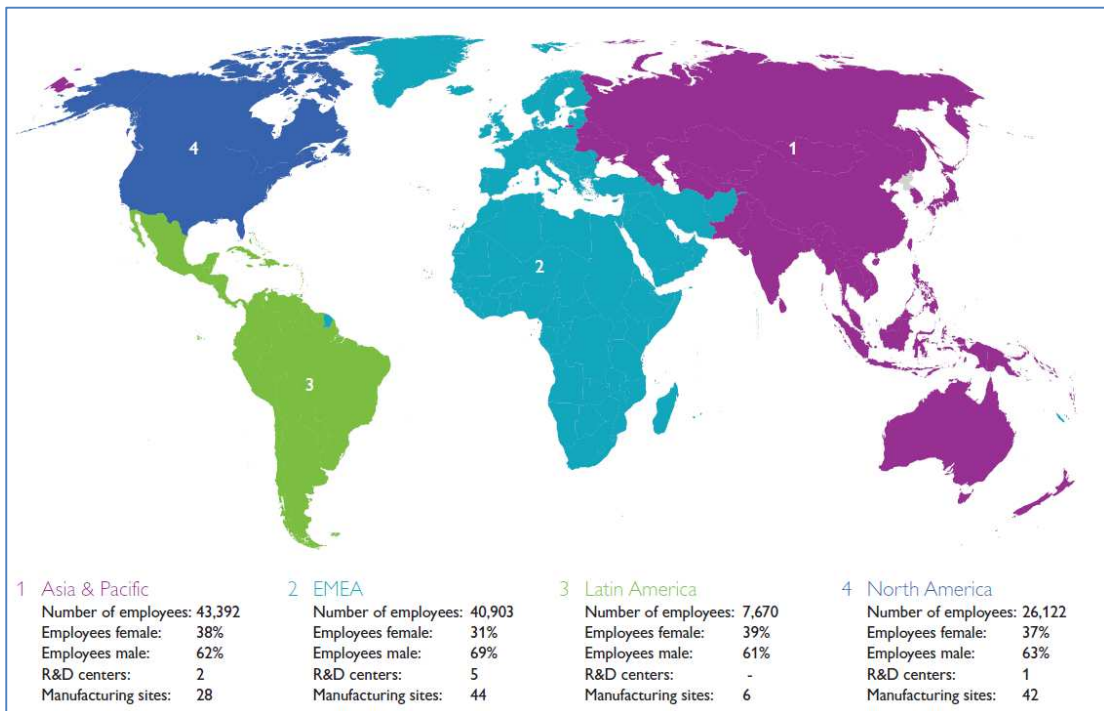 4
1
2
3
1 Asia & Pacific
Number of employees: 43,392
Employees female: 38%
Employees male: 62%
R&D centers: 2
Manufacturing sites: 28
2 EMEA
Number of employees: 40,903
Employees female: 31%
Employees male: 69%
R&D centers: 5
Manufacturing sites: 44
3 Latin America
Number of employees: 7,670
Employees female: 39%
Employees male: 61%
R&D centers: -
Manufacturing sites: 6
4 North America
Number of employees: 26,122
Employees female: 37%
Employees male: 63%
R&D centers: 1
Manufacturing sites: 42